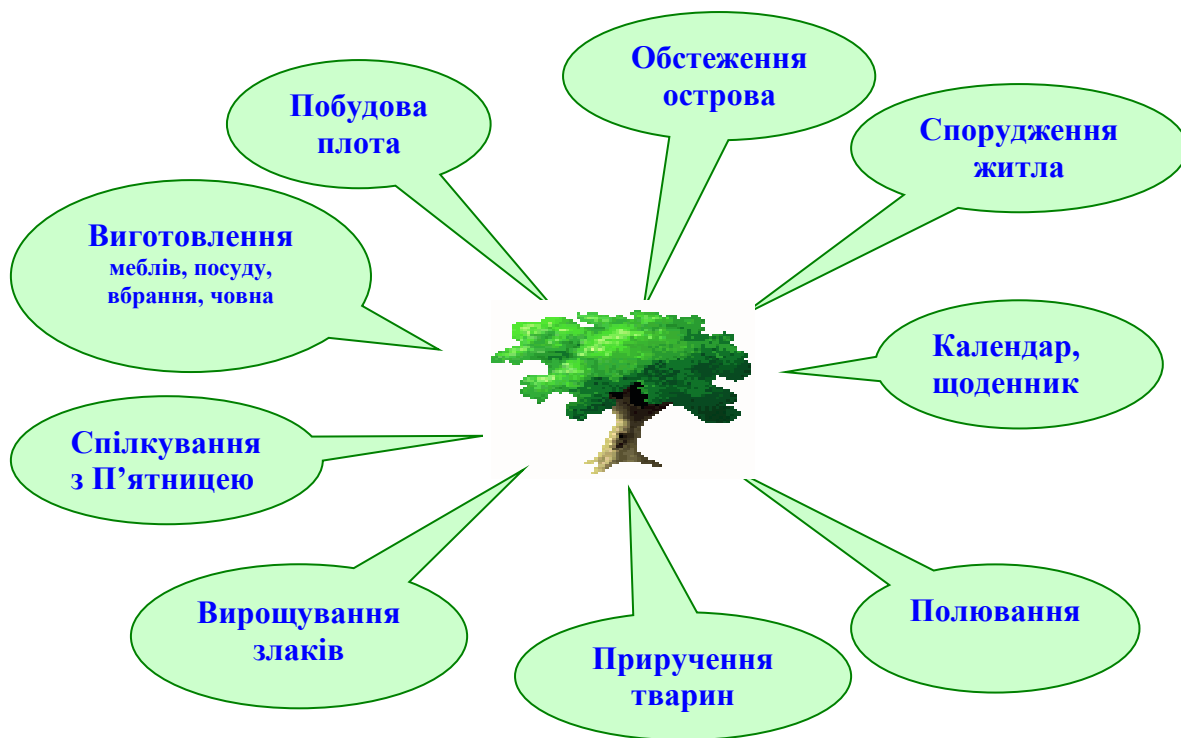 Обстеження
острова
Побудова
плота
Спорудження
житла
Виготовлення
меблів, посуду,
вбрання, човна
Календар,
щоденник
Спілкування
з П’ятницею
Вирощування
злаків
Полювання
Приручення
тварин